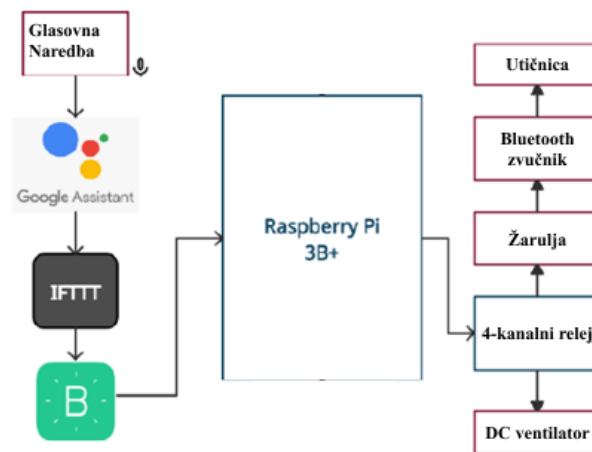 Glasovna
Naredba
Google Assistant
IFTTT
B
Raspberry Pi
3B+
Utičnica
Bluetooth
zvučnik
Žarulja
4-kanalni relej
DC ventilator